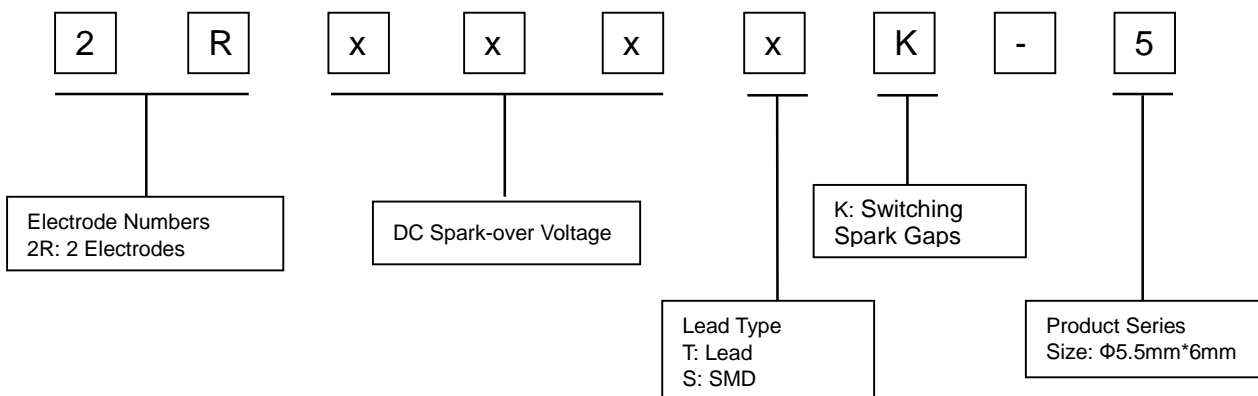 2 R x x x x K - 5
Electrode Numbers
2R: 2 Electrodes
DC Spark-over Voltage
K: Switching
Spark Gaps
Lead Type
T: Lead
S: SMD
Product Series
Size: Φ5.5mm*6mm